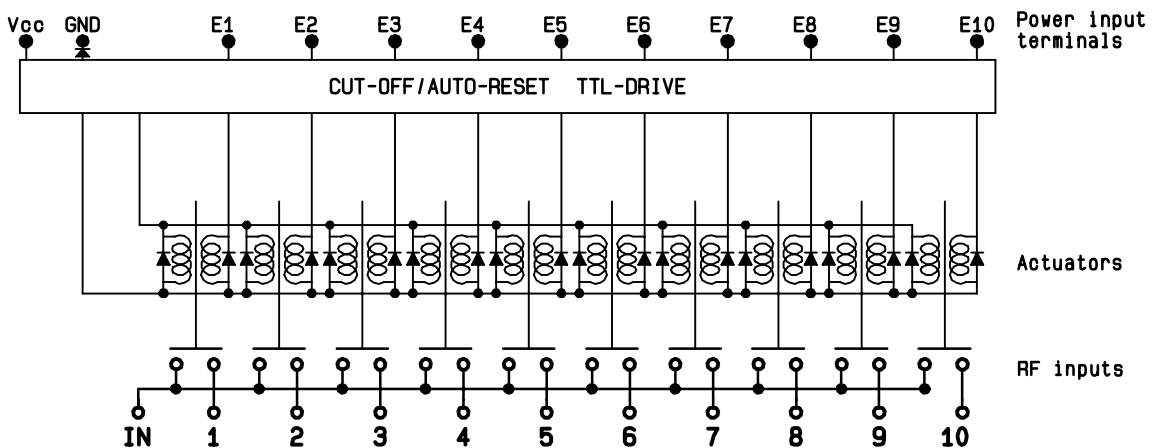 Vcc GND E1 E2 E3 E4 E5 E6 E7 E8 E9 E10 Power input
terminals
CUT-OFF/AUTO-RESET TTL-DRIVE
Actuators
RF inputs
IN 1 2 3 4 5 6 7 8 9 10